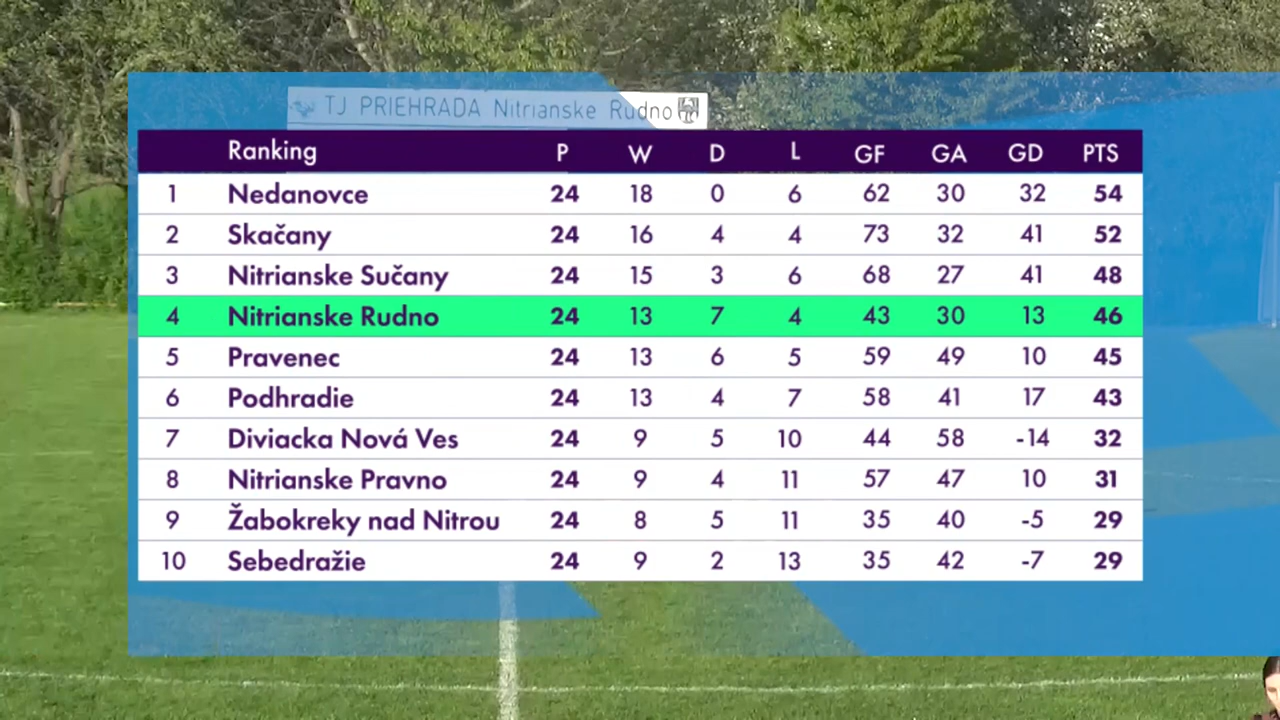 TJ PRIEHRADA Nitrianske Rudno
Ranking P W D L GF GA GD PTS
1 Nedanovce 24 18 0 6 62 30 32 54
2 Skačany 24 16 4 4 73 32 41 52
3 Nitrianske Sučany 24 15 3 6 68 27 41 48
4 Nitrianske Rudno 24 13 7 4 43 30 13 46
5 Pravenec 24 13 6 5 59 49 10 45
6 Podhradie 24 13 4 7 58 41 17 43
7 Diviacka Nová Ves 24 9 5 10 44 58 -14 32
8 Nitrianske Pravno 24 9 4 11 57 47 10 31
9 Žabokreky nad Nitrou 24 8 5 11 35 40 -5 29
10 Sebedražie 24 9 2 13 35 42 -7 29